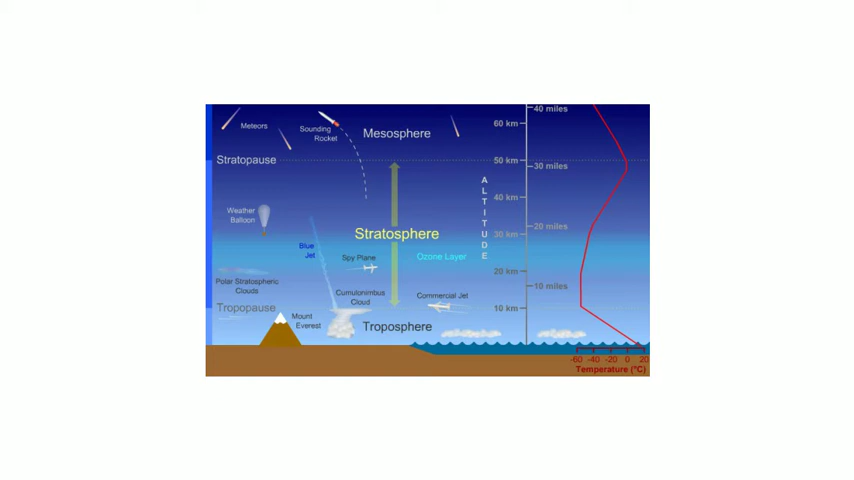 40 miles
Meteors
Sounding
Rocket
Mesosphere
60 km
Stratopause
50 km
30 miles
ALTITUDE
40 km
Weather
Balloon
Stratosphere
30 km
20 miles
Blue
Jet
Spy Plane
Ozone Layer
20 km
Polar Stratospheric
Clouds
10 miles
Cumulonimbus
Cloud
Commercial Jet
Tropopause
10 km
Mount
Everest
Troposphere
-60 -40 -20 0 20
Temperature (°C)